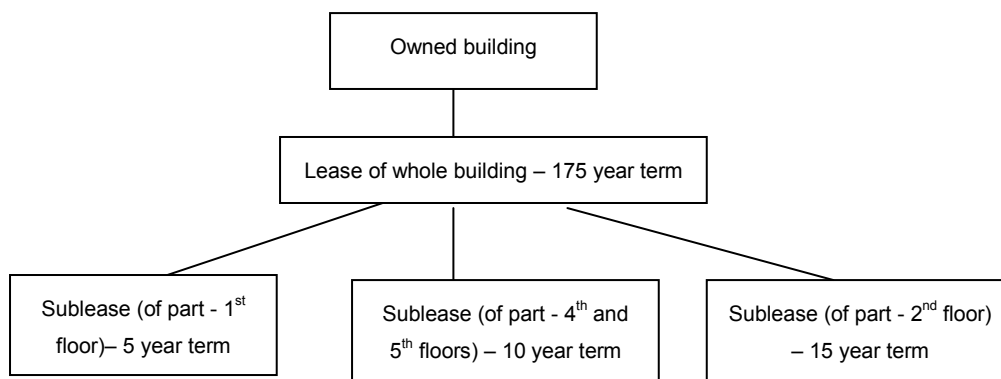 Owned building
Lease of whole building – 175 year term
Sublease (of part - 1st
floor)– 5 year term
Sublease (of part - 4th and
5th floors) – 10 year term
Sublease (of part - 2nd floor)
– 15 year term